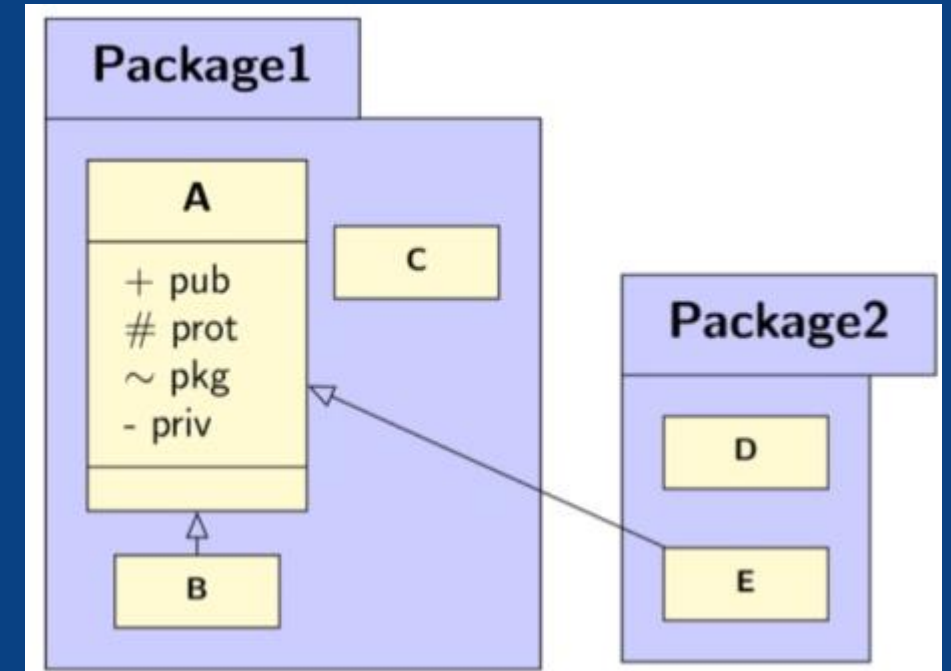 Package1
A
+ pub
# prot
~ pkg
- priv
C
B
Package2
D
E